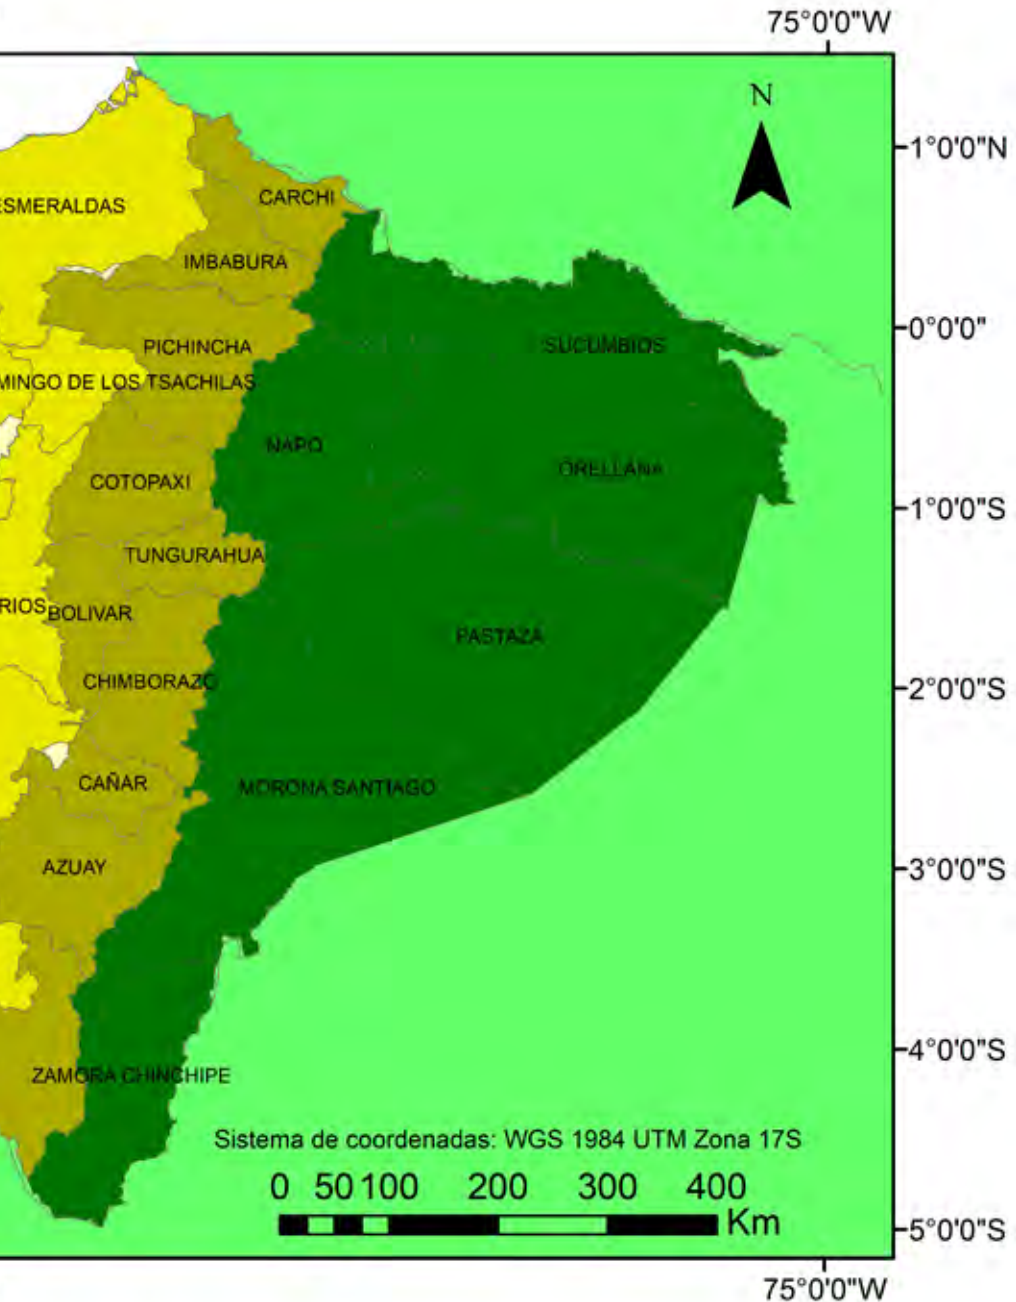 75°0'0"W
N
1°0'0"N
CARCHI
ESMERALDAS
IMBABURA
0°0'0"
PICHINCHA
SUCUMBIOS
MINGO DE LOS TSACHILAS
NAPO
ORELLANA
COTOPAXI
1°0'0"S
TUNGURAHUA
RIOS
BOLIVAR
PASTAZA
CHIMBORAZO
2°0'0"S
CAÑAR
MORONA SANTIAGO
AZUAY
3°0'0"S
4°0'0"S
ZAMORA CHINCHIPE
Sistema de coordenadas: WGS 1984 UTM Zona 17S
0 50 100 200 300 400
Km
5°0'0"S
75°0'0"W